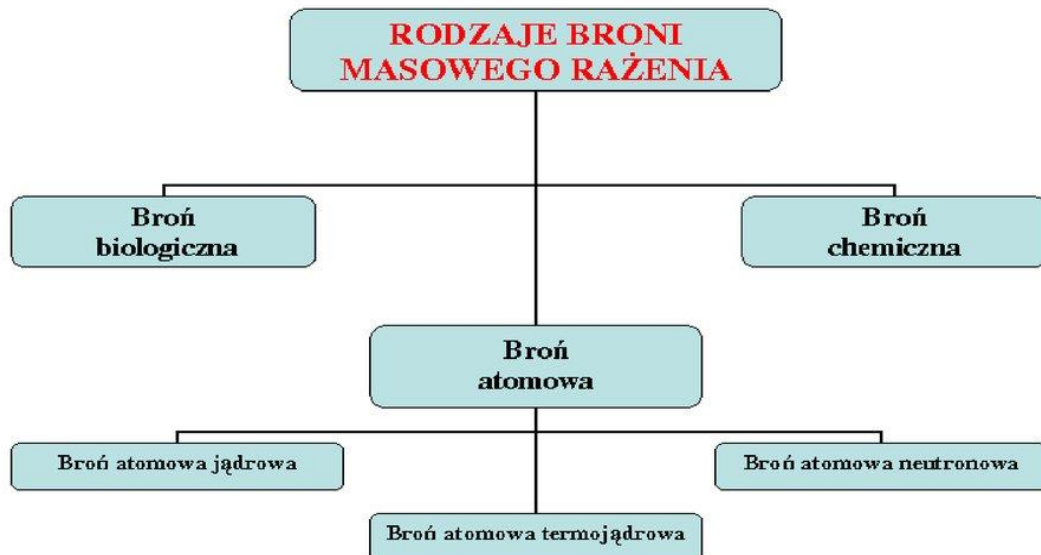 RODZAJE BRONI
MASOWEGO RAŻENIA
Broń
biologiczna
Broń
chemiczna
Broń
atomowa
Broń atomowa jądrowa
Broń atomowa neutronowa
Broń atomowa termojądrowa